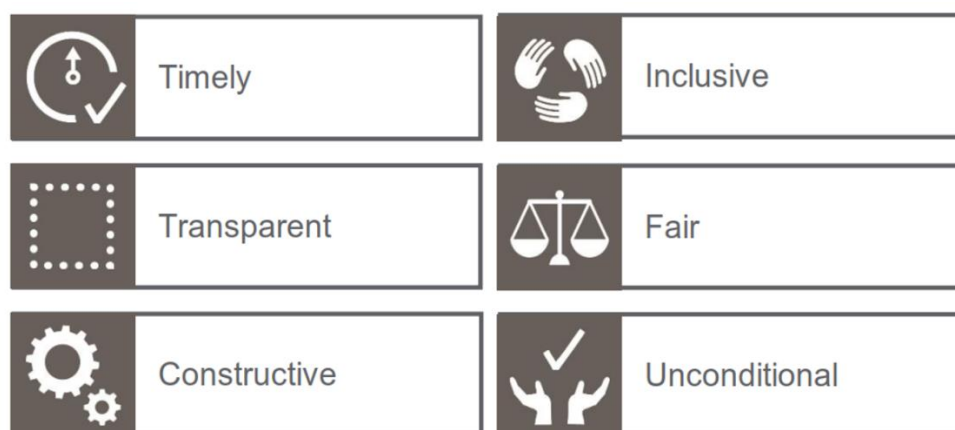 Timely
Inclusive
Transparent
Fair
Constructive
Unconditional